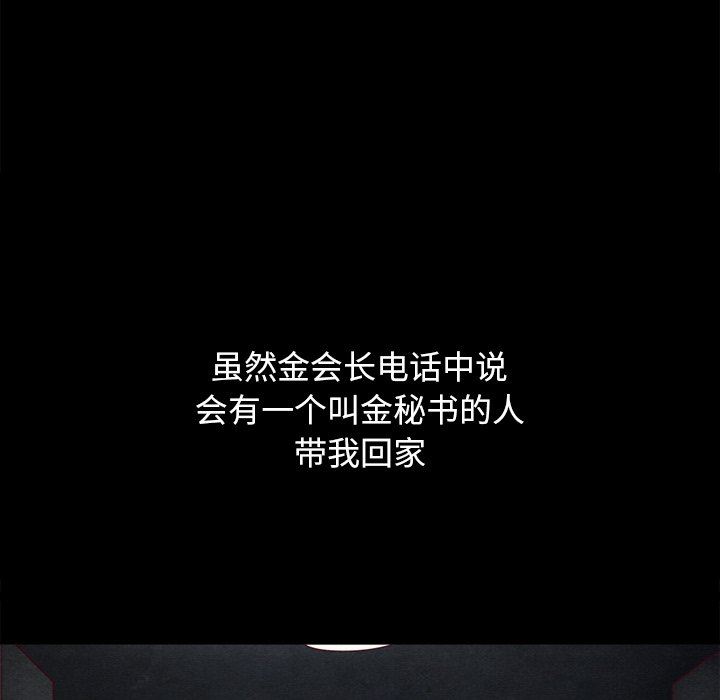 虽然金会长电话中说
会有一个叫金秘书的人
带我回家